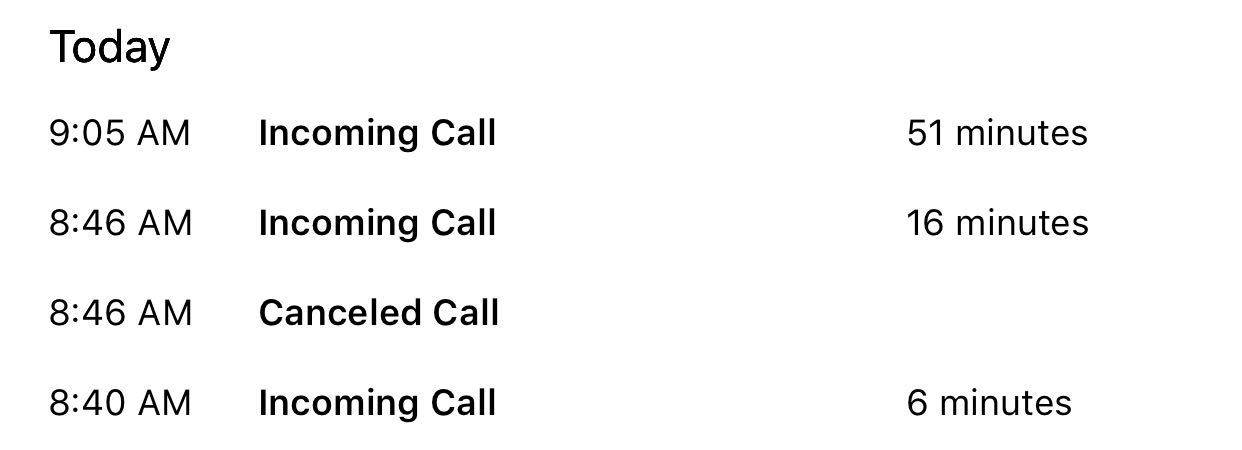 Today
9:05 AM Incoming Call 51 minutes
8:46 AM Incoming Call 16 minutes
8:46 AM Canceled Call
8:40 AM Incoming Call 6 minutes